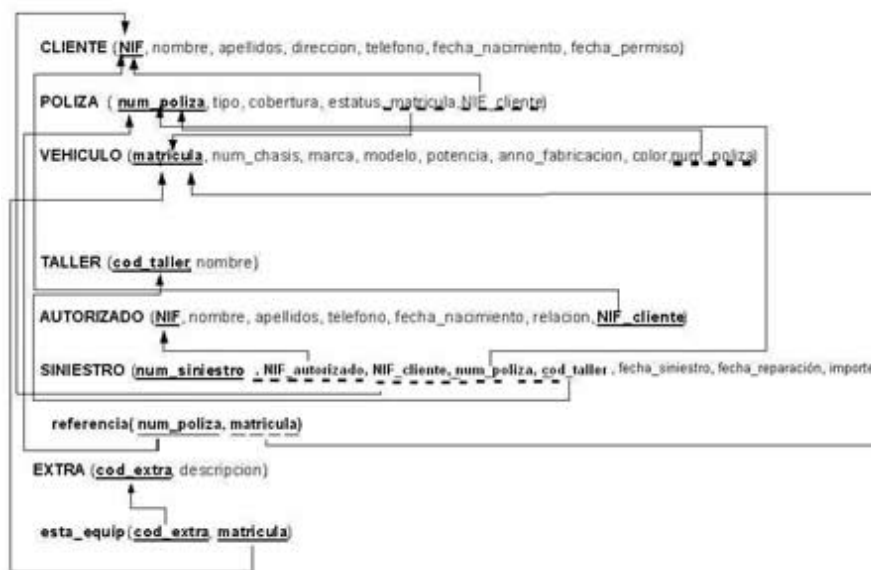 CLIENTE (NIF, nombre, apellidos, direccion, telefono, fecha_nacimiento, fecha_permiso)
POLIZA ( num_poliza, tipo, cobertura, estatus, matricula, NIF_cliente)
VEHICULO (matricula, num_chasis, marca, modelo, potencia, anno_fabricacion, color,num_poliza)
TALLER (cod_taller nombre)
AUTORIZADO (NIF, nombre, apellidos, telefono, fecha_nacimiento, relacion, NIF_cliente)
SINIESTRO (num_siniestro , NIF_autorizado, NIF_cliente, num_poliza, cod_taller , fecha_siniestro, fecha_reparación, importe
referencia( num_poliza, matricula)
EXTRA (cod_extra, descripcion)
esta_equip(cod_extra, matricula)